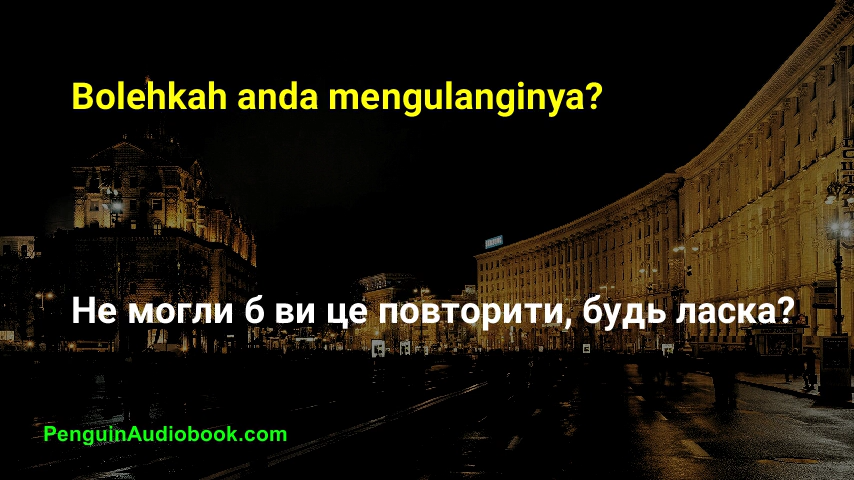 Bolehkah anda mengulanginya?
Не могли б ви це повторити, будь ласка?
PenguinAudiobook.com